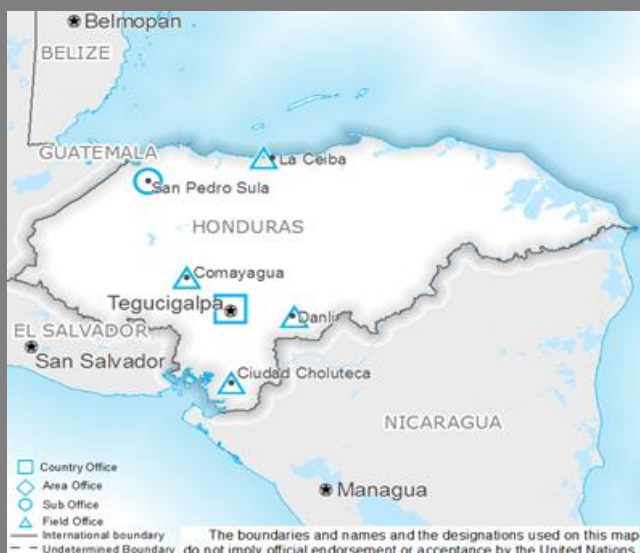 Belmopan
BELIZE
GUATEMALA
La Ceiba
San Pedro Sula
HONDURAS
Comayagua
Tegucigalpa
Danli
EL SALVADOR
San Salvador
Ciudad Choluteca
NICARAGUA
Managua
Country Office
Area Office
Sub Office
Field Office
International boundary
Undetermined Boundary
The boundaries and names and the designations used on this map
do not imply official endorsement or acceptance by the United Nations